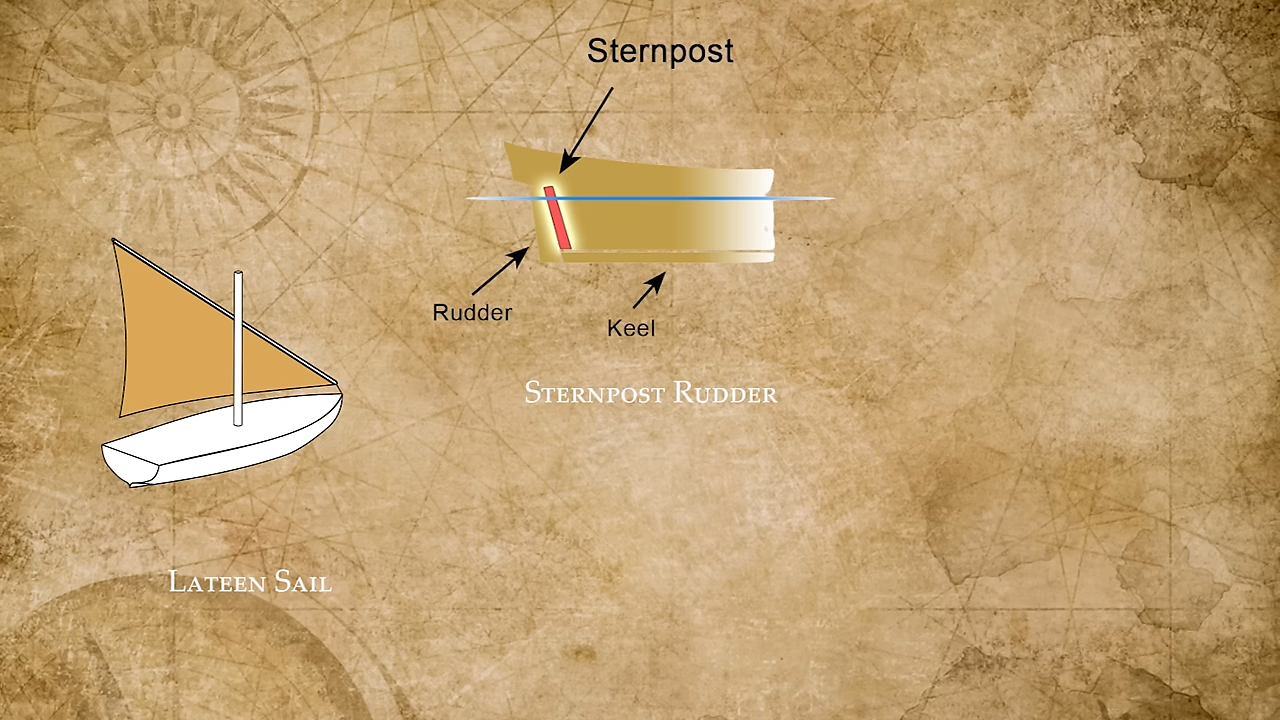 Sternpost
Rudder
Keel
Sternpost Rudder
Lateen Sail